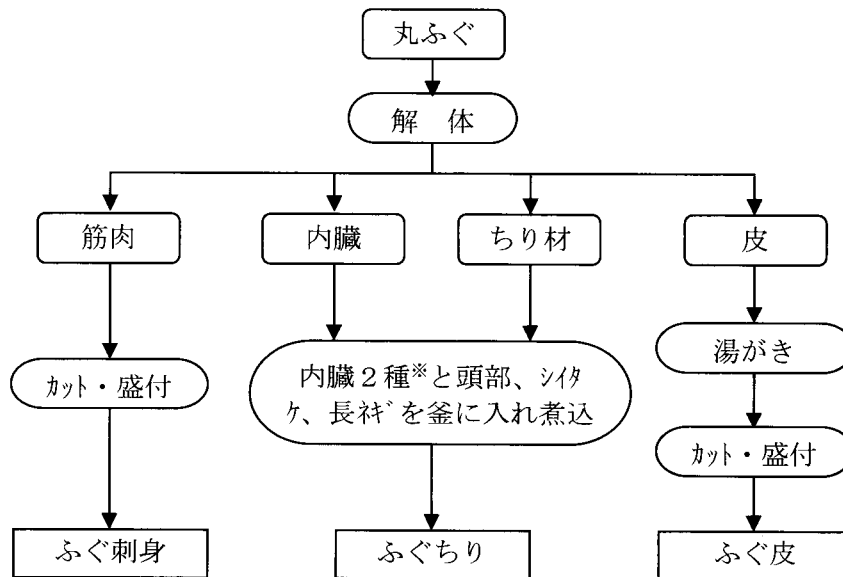 丸ふぐ
解　体
筋肉
内臓
ちり材
皮
湯がき
ｶｯﾄ・盛付
内臓２種※と頭部、ｼｲﾀ
ｹ、長ﾈｷﾞを釜に入れ煮込
ｶｯﾄ・盛付
ふぐ刺身
ふぐちり
ふぐ皮